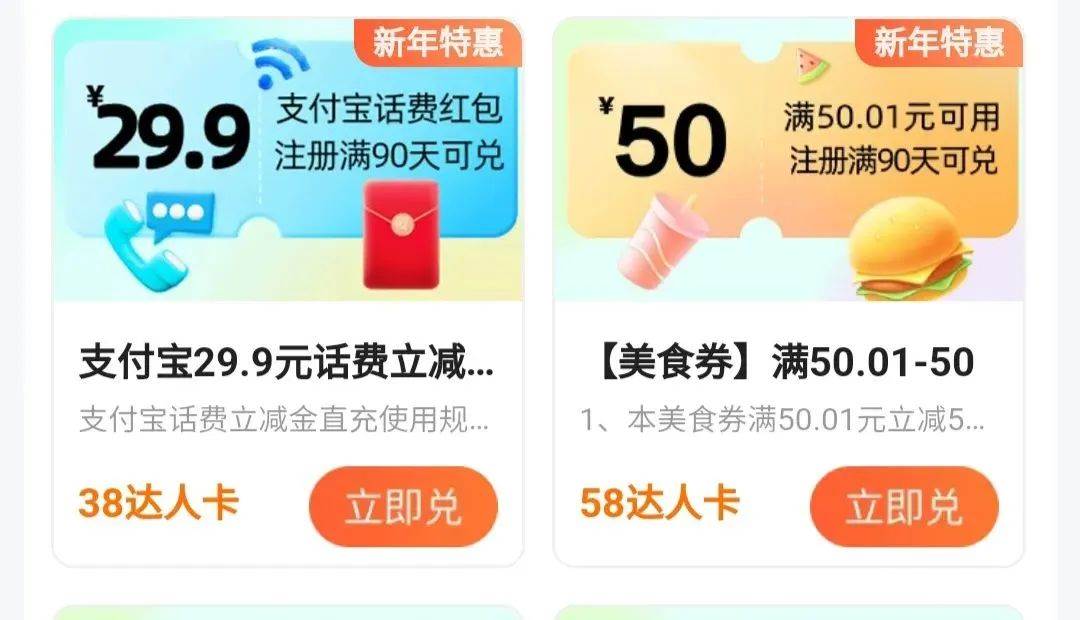 新年特惠
¥29.9
支付宝话费红包
注册满90天可兑
支付宝29.9元话费立减...
支付宝话费立减金直充使用规...
38达人卡
立即兑
新年特惠
¥50
满50.01元可用
注册满90天可兑
【美食券】满50.01-50
1、本美食券满50.01元立减5...
58达人卡
立即兑